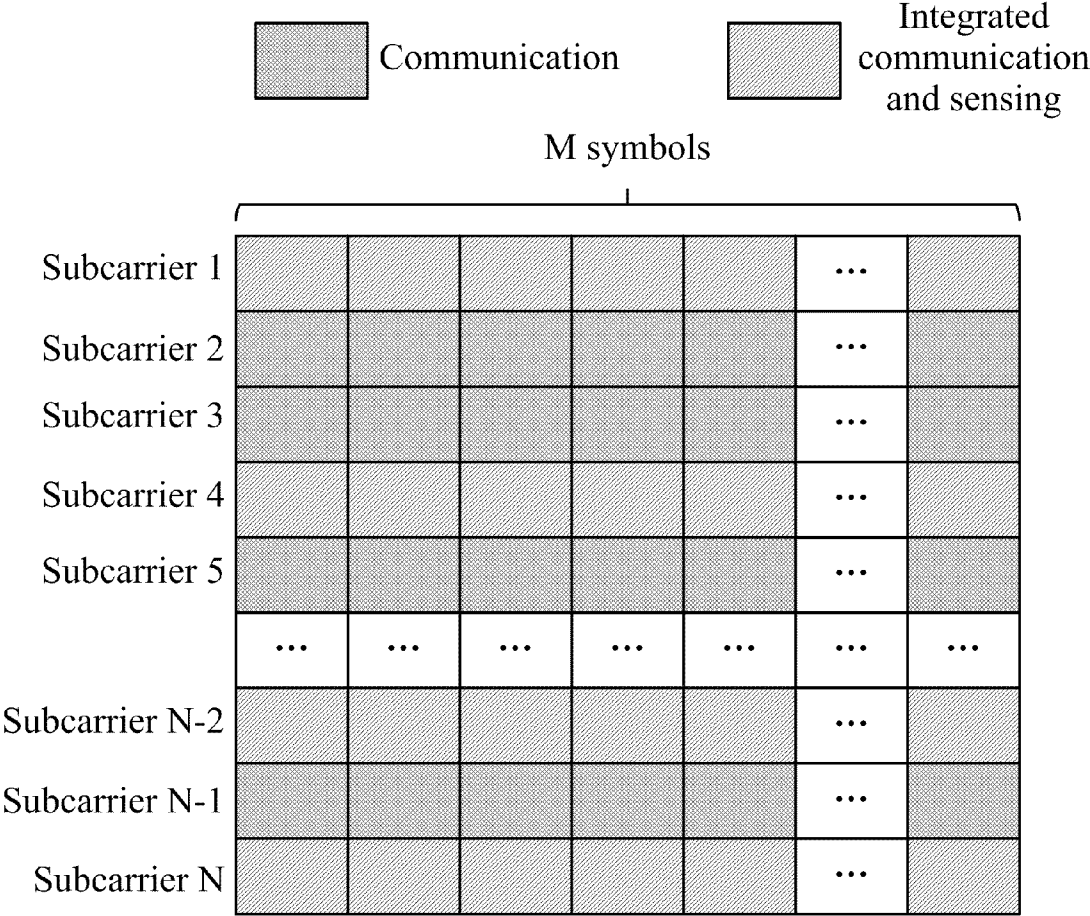 Communication
Integrated
communication
and sensing
M symbols
Subcarrier 1
...
Subcarrier 2
...
Subcarrier 3
...
Subcarrier 4
...
Subcarrier 5
...
... ... ... ... ... ... ...
Subcarrier N-2
...
Subcarrier N-1
...
Subcarrier N
...